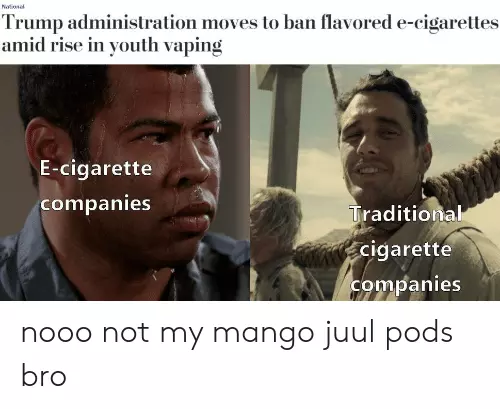 National
Trump administration moves to ban flavored e-cigarettes
amid rise in youth vaping
E-cigarette
companies
Traditional
cigarette
companies
nooo not my mango juul pods
bro